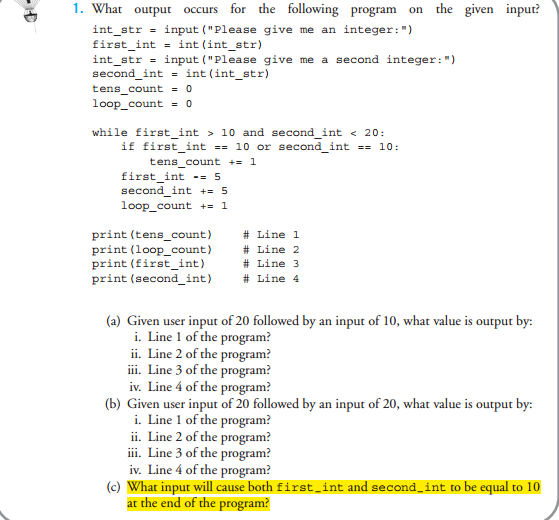 1. What output occurs for the following program on the given input?
int_str = input("Please give me an integer:")
first_int = int(int_str)
int_str = input("Please give me a second integer:")
second_int = int(int_str)
tens_count = 0
loop_count = 0
while first_int > 10 and second_int < 20:
if first_int == 10 or second_int == 10:
tens_count += 1
first_int -= 5
second_int += 5
loop_count += 1
print(tens_count) # Line 1
print(loop_count) # Line 2
print(first_int) # Line 3
print(second_int) # Line 4
(a) Given user input of 20 followed by an input of 10, what value is output by:
i. Line 1 of the program?
ii. Line 2 of the program?
iii. Line 3 of the program?
iv. Line 4 of the program?
(b) Given user input of 20 followed by an input of 20, what value is output by:
i. Line 1 of the program?
ii. Line 2 of the program?
iii. Line 3 of the program?
iv. Line 4 of the program?
(c) What input will cause both first_int and second_int to be equal to 10
at the end of the program?